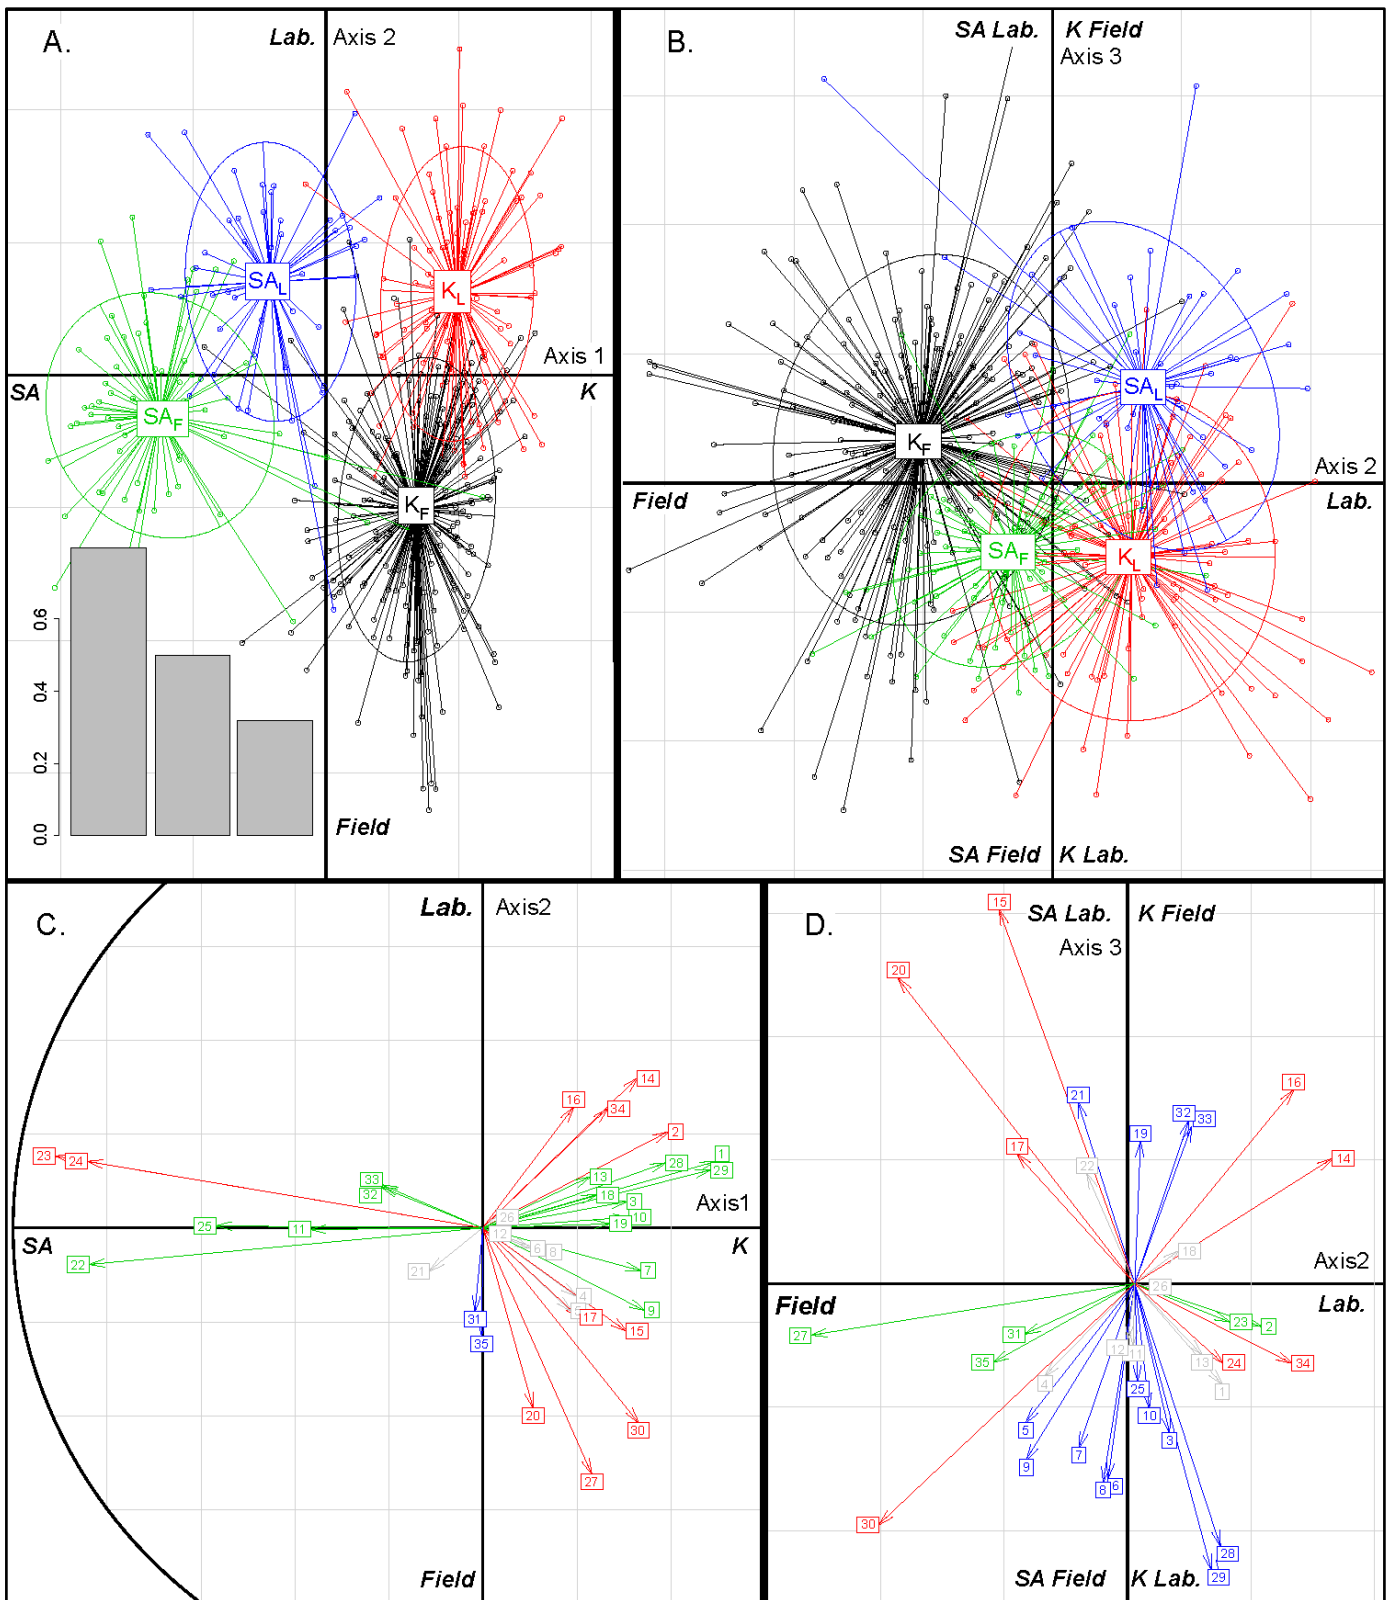 A.
Lab.
Axis 2
SA_L
K_L
Axis 1
SA
K
SA_F
K_F
0.6
0.4
0.2
0.0
Field
B.
SA Lab.
K Field
Axis 3
SA_L
K_F
Axis 2
Field
Lab.
SA_F
K_L
SA Field
K Lab.
C.
Lab.
Axis2
14
16
34
2
23
24
1
28
29
33
13
32
18
3
Axis1
26
10
25
11
19
SA
12
K
6
8
22
21
7
4
9
31
17
15
35
20
30
27
Field
D.
15
SA Lab.
K Field
Axis 3
20
16
21
32
33
19
17
14
22
18
Axis2
26
Field
Lab.
27
31
23
2
35
12
11
13
24
34
4
25
1
10
5
3
7
9
8
6
30
28
29
SA Field
K Lab.